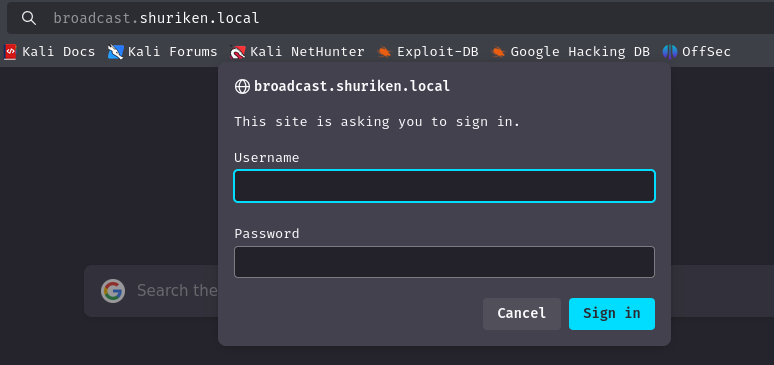 broadcast.shuriken.local
Kali Docs Kali Forums Kali NetHunter Exploit-DB Google Hacking DB OffSec
broadcast.shuriken.local
This site is asking you to sign in.
Username
Password
Search the
Cancel Sign in